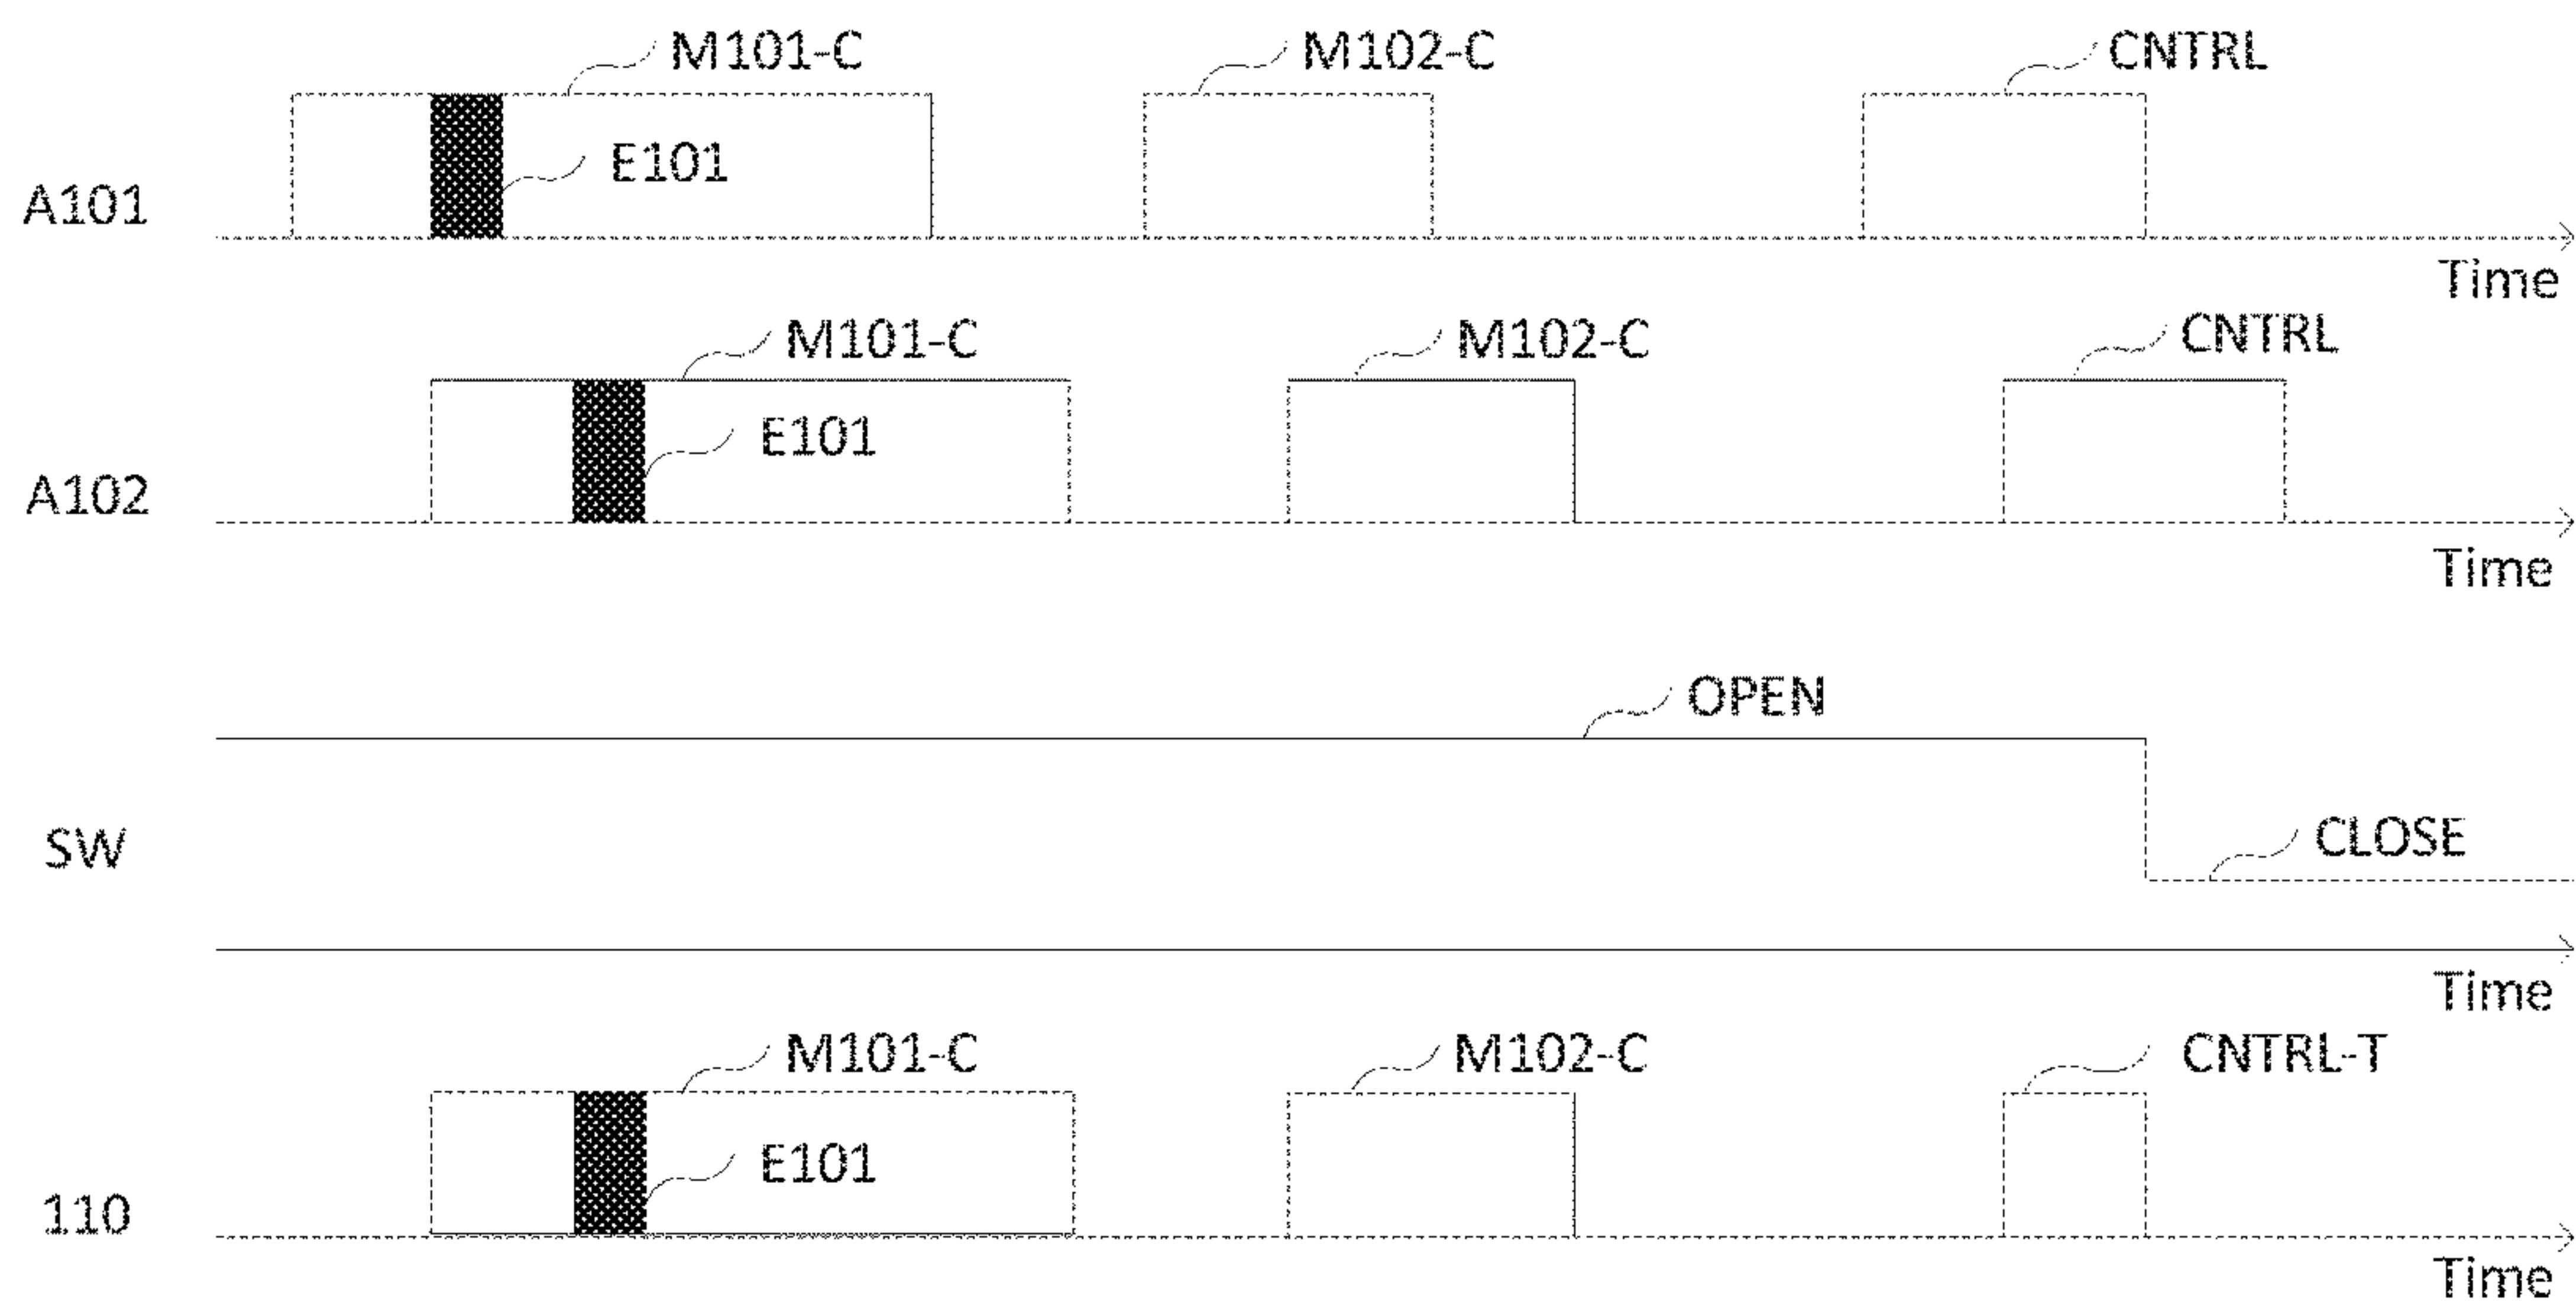 M101-C M102-C CNTRL
E101
A101
Time
M101-C M102-C CNTRL
E101
A102
Time
OPEN
SW CLOSE
Time
M101-C M102-C CNTRL-T
E101
110
Time